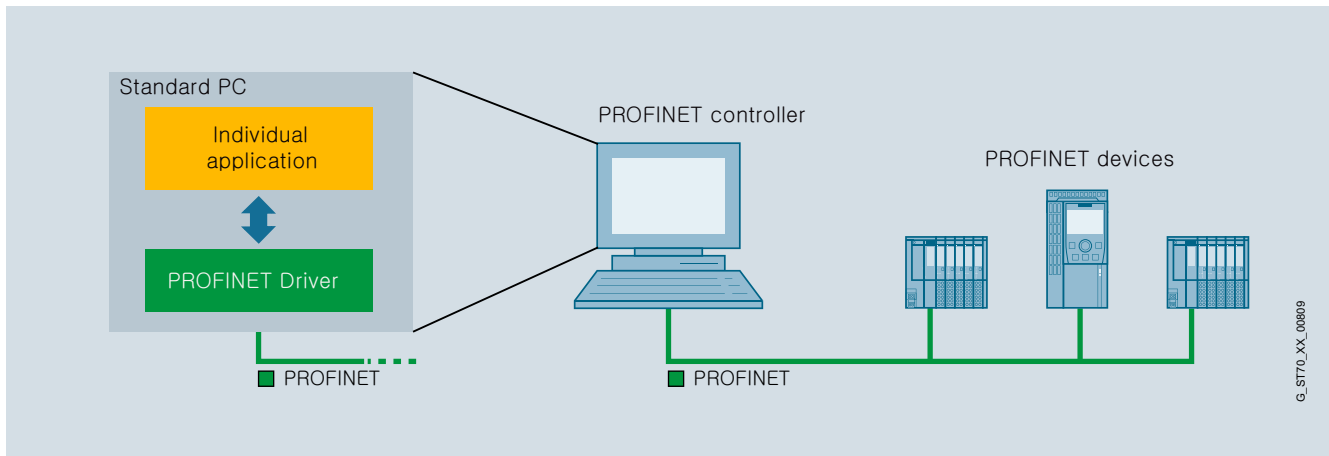 Standard PC
Individual
application
PROFINET Driver
PROFINET
PROFINET controller
PROFINET
PROFINET devices
G_ST70_XX_00809